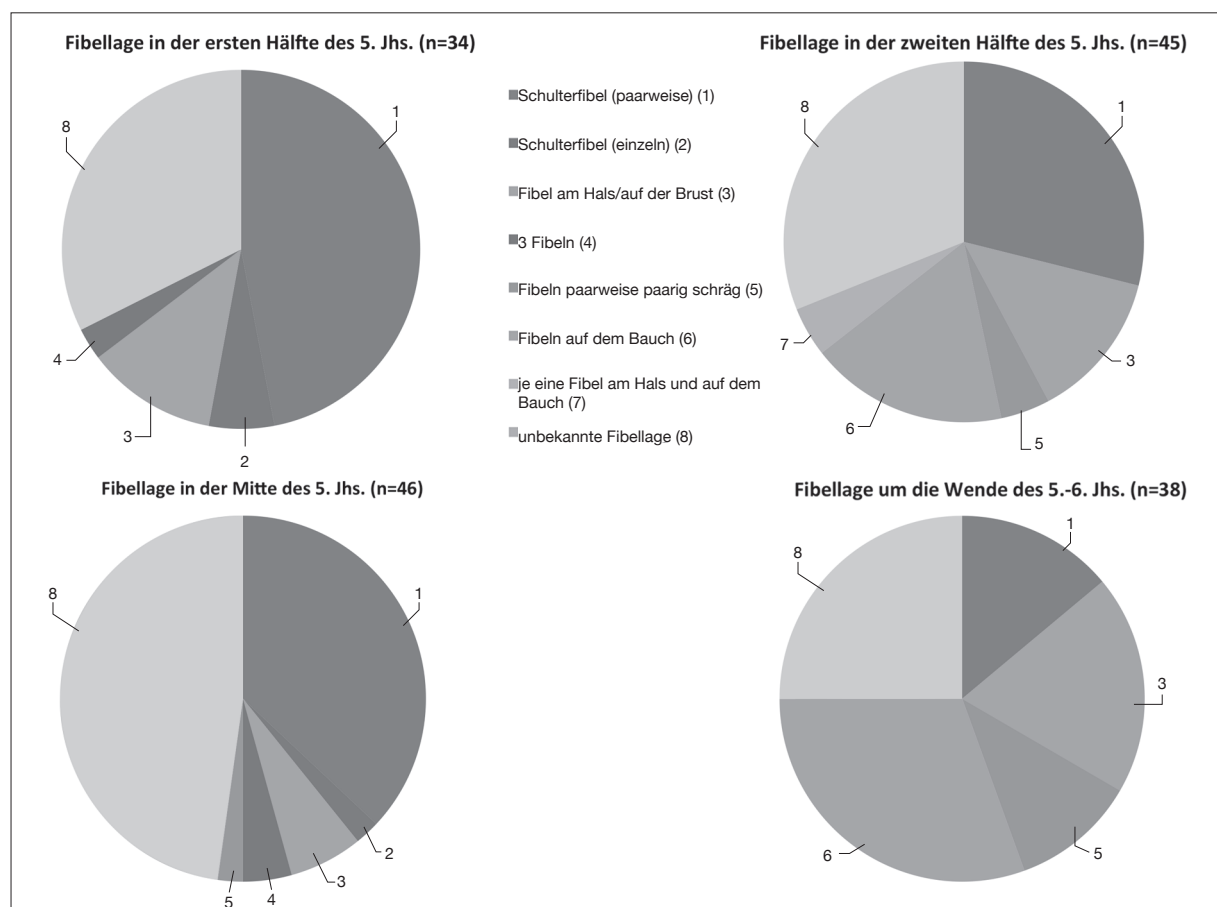 Fibellage in der ersten Hälfte des 5. Jhs. (n=34)
1
2
3
4
8
Schulterfibel (paarweise) (1)
Schulterfibel (einzeln) (2)
Fibel am Hals/auf der Brust (3)
3 Fibeln (4)
Fibeln paarweise paarig schräg (5)
Fibeln auf dem Bauch (6)
je eine Fibel am Hals und auf dem
Bauch (7)
unbekannte Fibellage (8)
Fibellage in der zweiten Hälfte des 5. Jhs. (n=45)
1
3
5
6
7
8
Fibellage in der Mitte des 5. Jhs. (n=46)
1
2
3
4
5
8
Fibellage um die Wende des 5.-6. Jhs. (n=38)
1
3
5
6
8